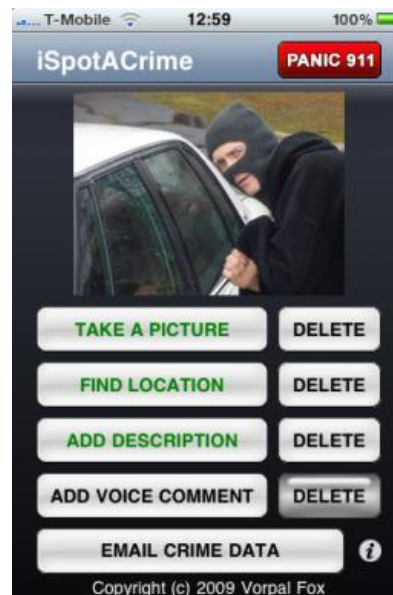 T-Mobile 12:59 100%
iSpotACrime PANIC 911
TAKE A PICTURE DELETE
FIND LOCATION DELETE
ADD DESCRIPTION DELETE
ADD VOICE COMMENT DELETE
EMAIL CRIME DATA i
Copyright (c) 2009 Vorpal Fox